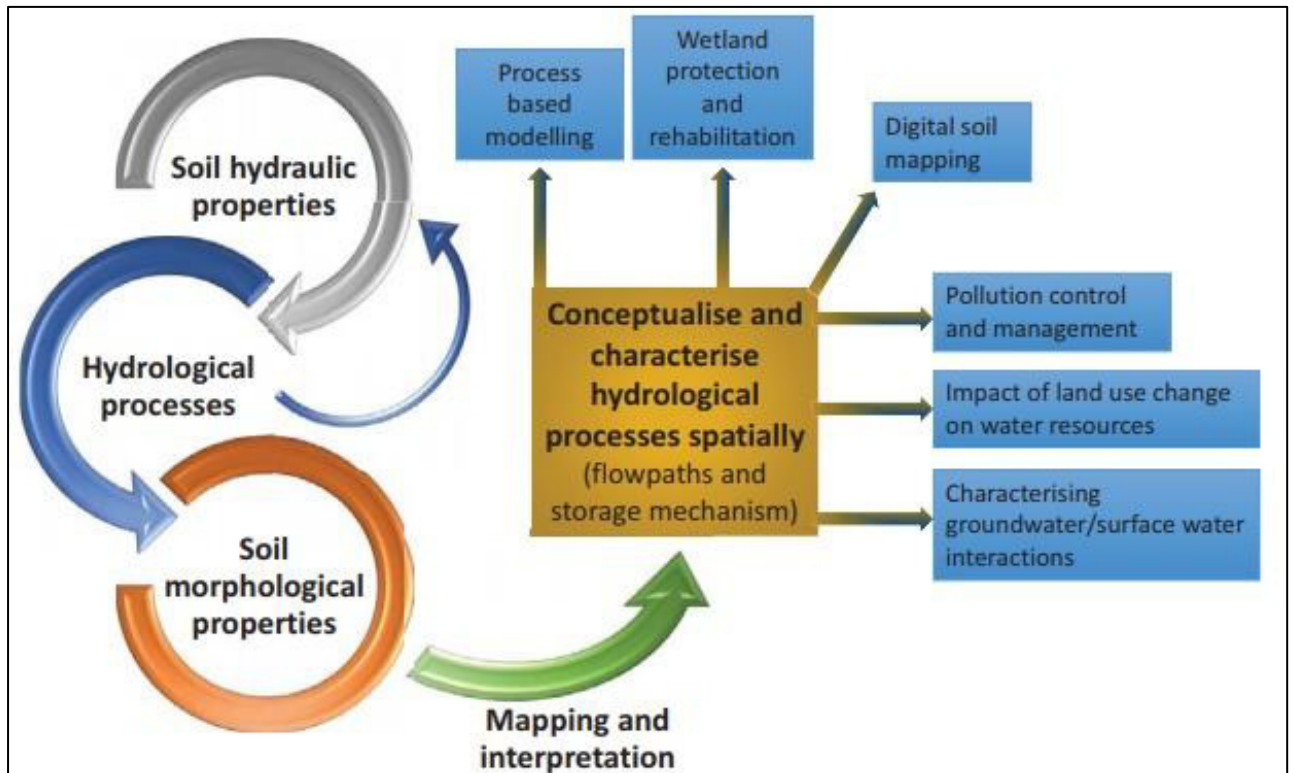 Soil hydraulic
properties
Hydrological
processes
Soil
morphological
properties
Mapping and
interpretation
Conceptualise and
characterise
hydrological
processes spatially
(flowpaths and
storage mechanism)
Process
based
modelling
Wetland
protection
and
rehabilitation
Digital soil
mapping
Pollution control
and management
Impact of land use change
on water resources
Characterising
groundwater/surface water
interactions